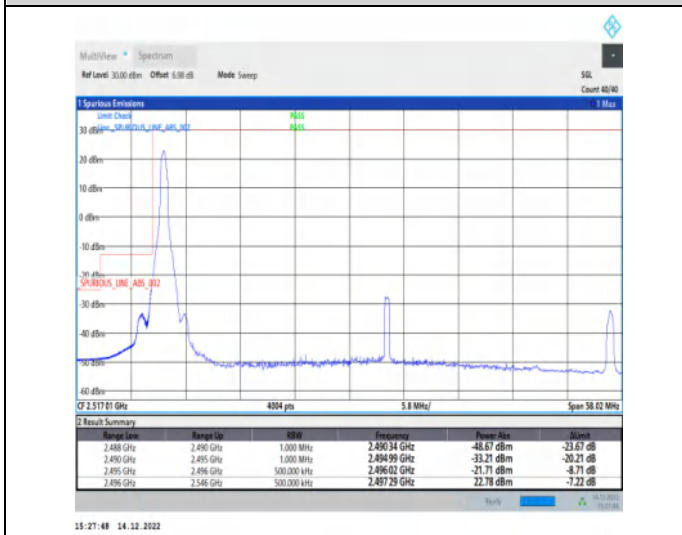 MultiView Spectrum
Ref Level 30.00 dBm Offset 6.98 dB Mode Sweep SGL
Count 40/40
1 Spurious Emissions 1 Max
Limit Check PASS
30 dBm Line _SPURIOUS_LINE_ABS_002 PASS
20 dBm
10 dBm
0 dBm
-10 dBm
-20 dBm
SPURIOUS_LINE_ABS_002
-30 dBm
-40 dBm
-50 dBm
-60 dBm
CF 2.517 01 GHz 4004 pts 5.8 MHz/ Span 58.02 MHz
2 Result Summary
Range Low Range Up RBW Frequency Power Abs ΔLimit
2.488 GHz 2.490 GHz 1.000 MHz 2.490 34 GHz -48.67 dBm -23.67 dB
2.490 GHz 2.495 GHz 1.000 MHz 2.494 99 GHz -33.21 dBm -20.21 dB
2.495 GHz 2.496 GHz 500.000 kHz 2.496 02 GHz -21.71 dBm -8.71 dB
2.496 GHz 2.546 GHz 500.000 kHz 2.497 29 GHz 22.78 dBm -7.22 dB
Ready 14.12.2022
15:27:48
15:27:48 14.12.2022